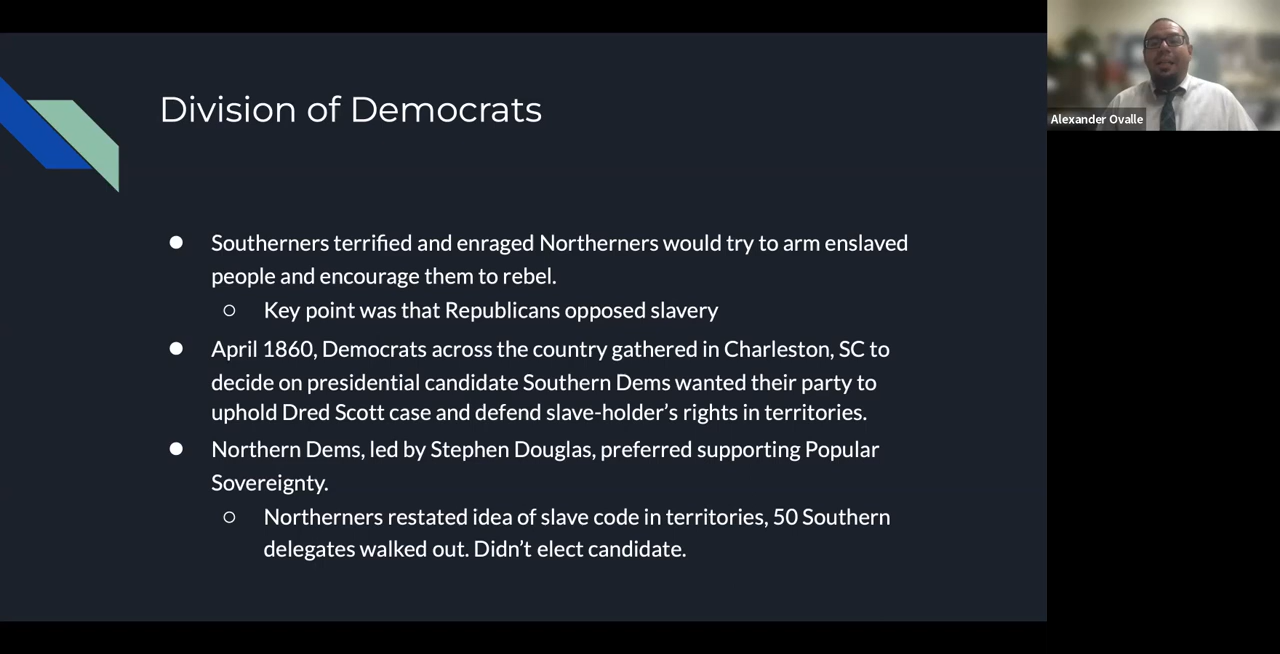 Division of Democrats
● Southerners terrified and enraged Northerners would try to arm enslaved
people and encourage them to rebel.
○ Key point was that Republicans opposed slavery
● April 1860, Democrats across the country gathered in Charleston, SC to
decide on presidential candidate Southern Dems wanted their party to
uphold Dred Scott case and defend slave-holder’s rights in territories.
● Northern Dems, led by Stephen Douglas, preferred supporting Popular
Sovereignty.
○ Northerners restated idea of slave code in territories, 50 Southern
delegates walked out. Didn’t elect candidate.
Alexander Ovalle